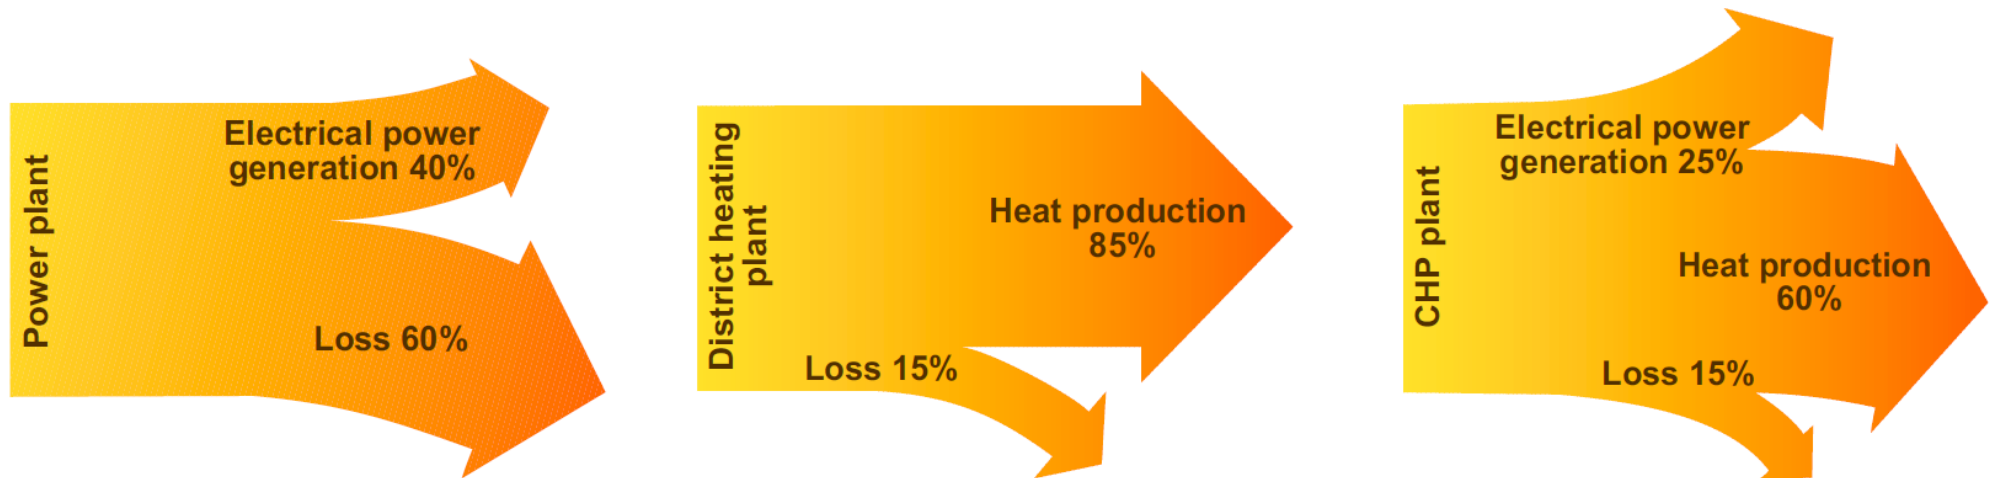 Power plant
Electrical power
generation 40%
Loss 60%
District heating
plant
Heat production
85%
Loss 15%
CHP plant
Electrical power
generation 25%
Heat production
60%
Loss 15%